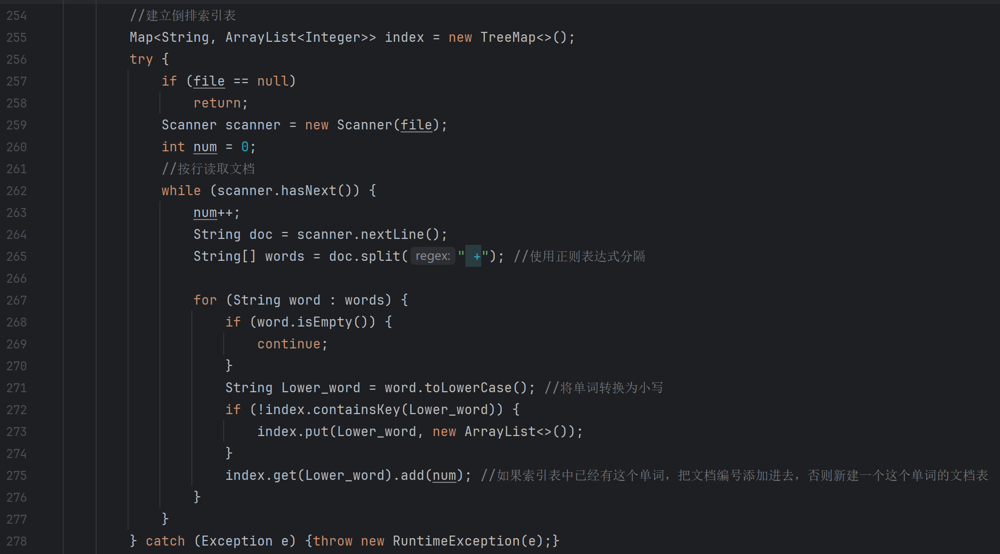 254 //建立倒排索引表
255 Map<String, ArrayList<Integer>> index = new TreeMap<>();
256 try {
257 if (file == null)
258 return;
259 Scanner scanner = new Scanner(file);
260 int num = 0;
261 //按行读取文档
262 while (scanner.hasNext()) {
263 num++;
264 String doc = scanner.nextLine();
265 String[] words = doc.split( regex: " +"); //使用正则表达式分隔
266
267 for (String word : words) {
268 if (word.isEmpty()) {
269 continue;
270 }
271 String Lower_word = word.toLowerCase(); //将单词转换为小写
272 if (!index.containsKey(Lower_word)) {
273 index.put(Lower_word, new ArrayList<>());
274 }
275 index.get(Lower_word).add(num); //如果索引表中已经有这个单词，把文档编号添加进去，否则新建一个这个单词的文档表
276 }
277 }
278 } catch (Exception e) {throw new RuntimeException(e);}